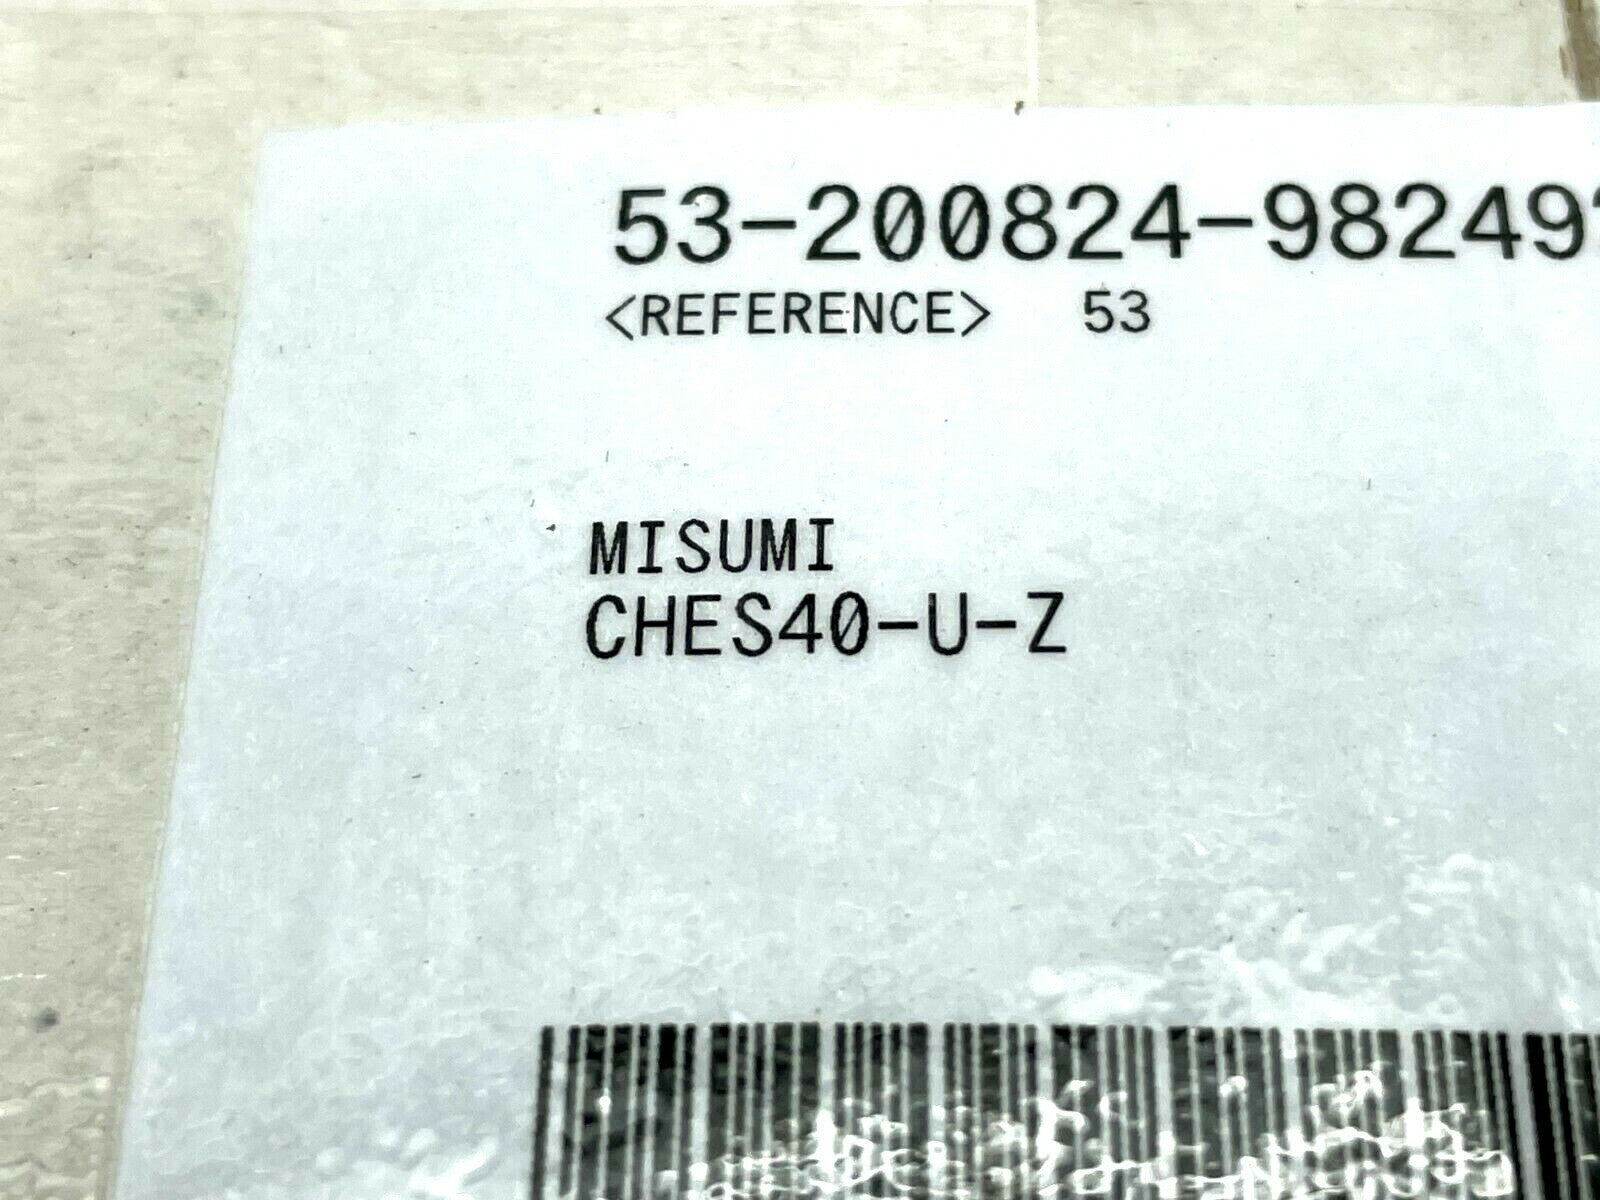 53-200824-98249
<REFERENCE> 53
MISUMI
CHES40-U-Z